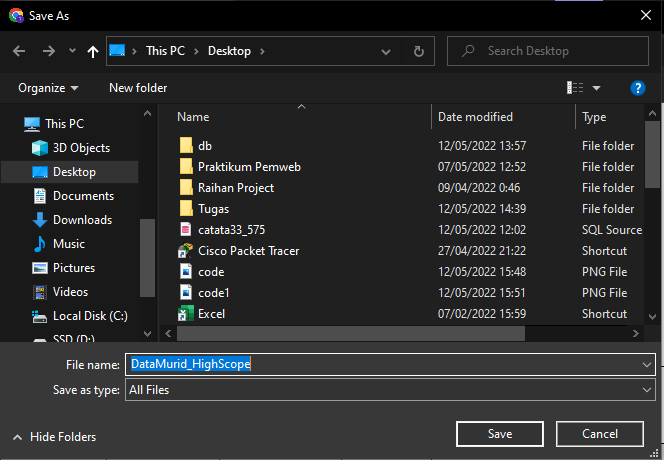 Save As
This PC > Desktop >
Search Desktop
Organize
New folder
Name Date modified Type
This PC
3D Objects
Desktop
Documents
Downloads
Music
Pictures
Videos
Local Disk (C:)
SSD (D:)
db 12/05/2022 13:57 File folder
Praktikum Pemweb 07/05/2022 12:52 File folder
Raihan Project 09/04/2022 0:46 File folder
Tugas 12/05/2022 14:39 File folder
catata33_575 12/05/2022 12:02 SQL Source
Cisco Packet Tracer 27/04/2022 21:22 Shortcut
code 12/05/2022 15:48 PNG File
code1 12/05/2022 15:51 PNG File
Excel 07/02/2022 15:59 Shortcut
File name: DataMurid_HighScope
Save as type: All Files
Hide Folders
Save
Cancel